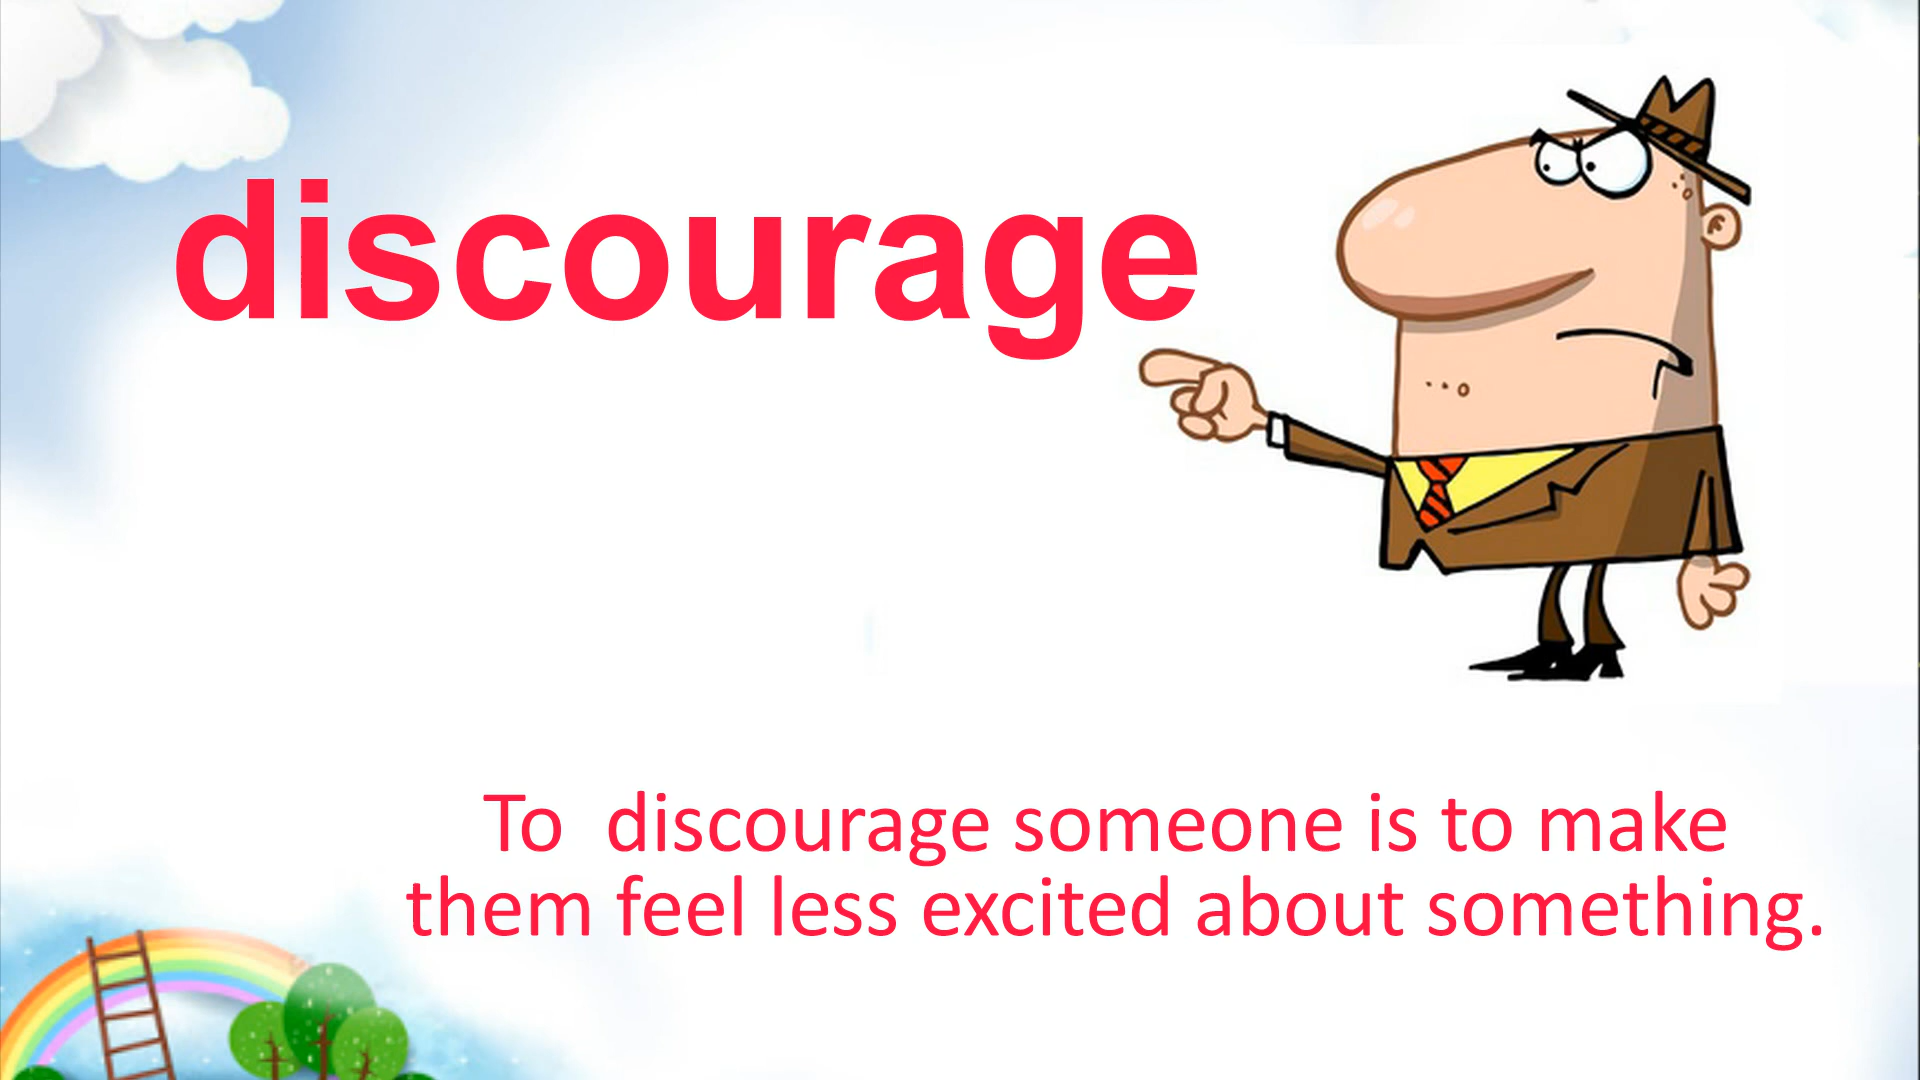 discourage
To  discourage someone is to make
them feel less excited about something.